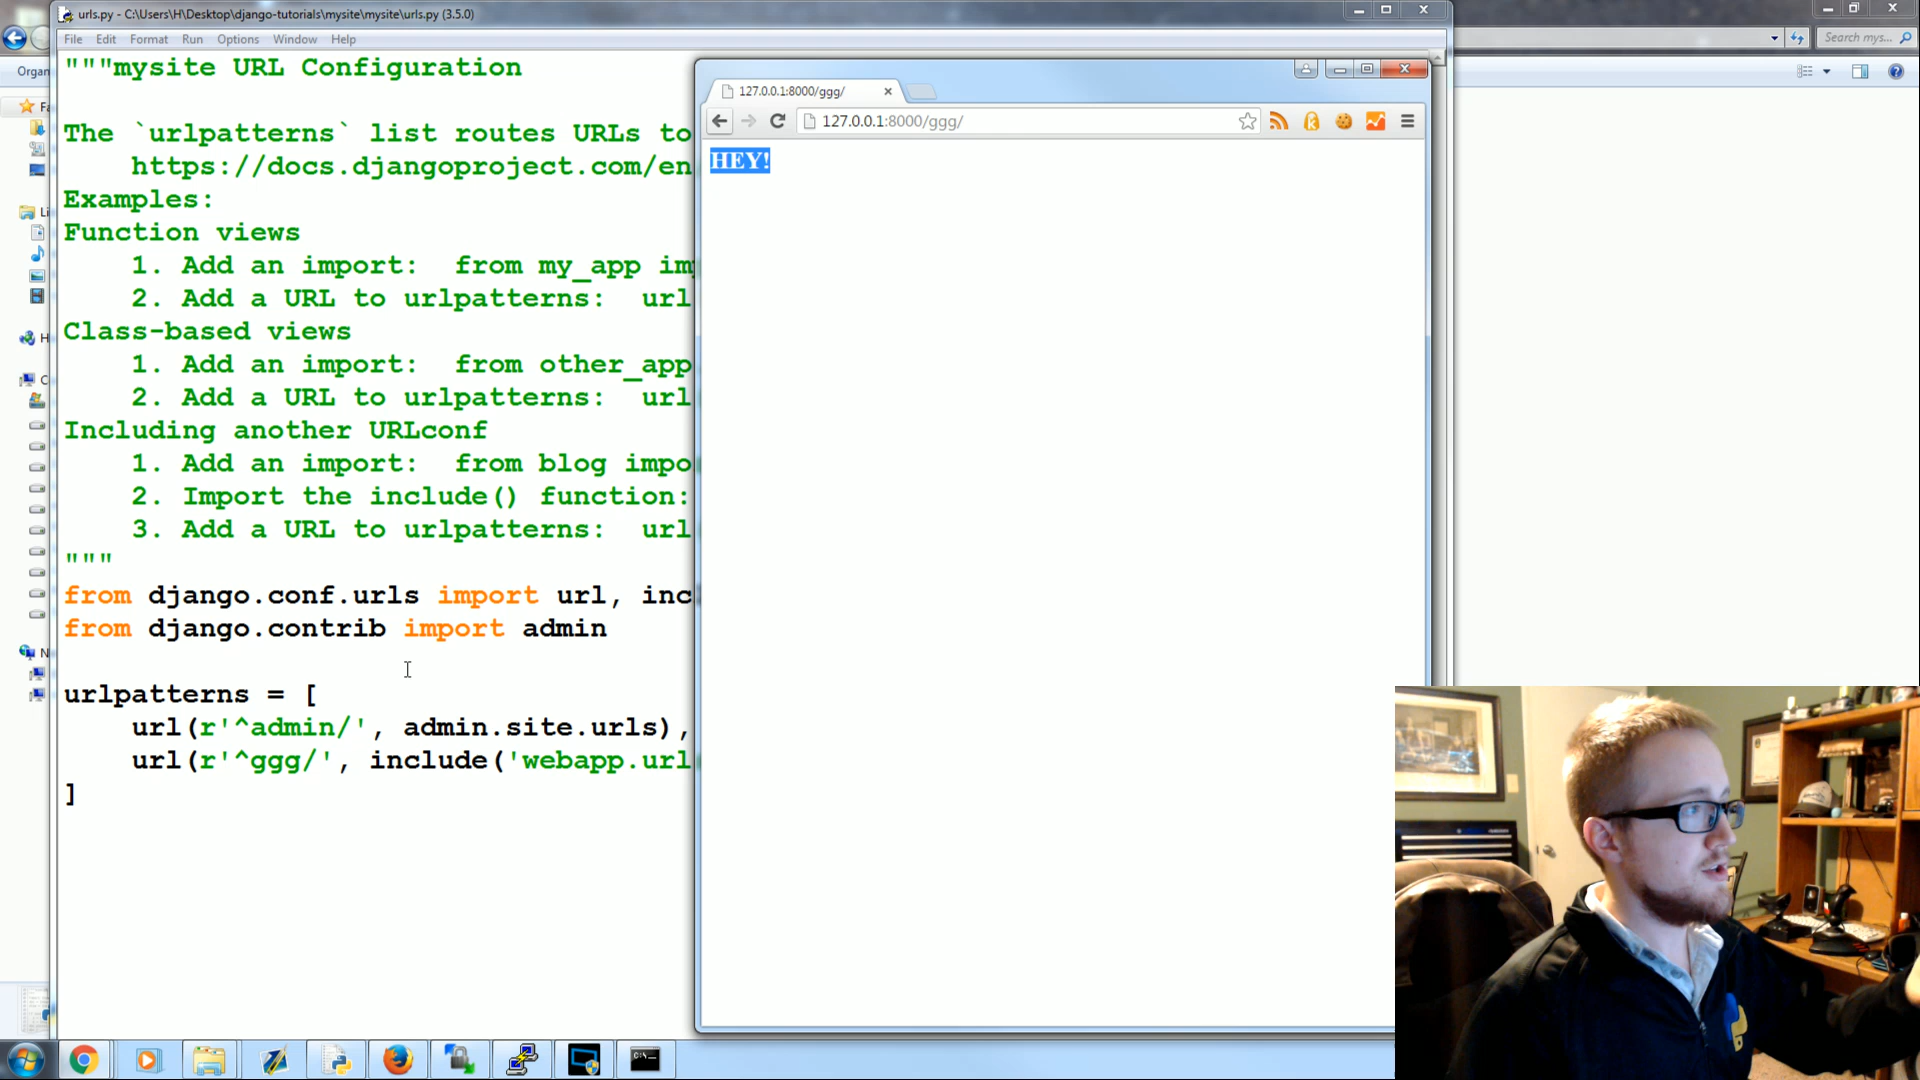 urls.py - C:\Users\H\Desktop\django-tutorials\mysite\mysite\urls.py (3.5.0)
File Edit Format Run Options Window Help
Search mys...
Organ
"""mysite URL Configuration
The `urlpatterns` list routes URLs to
https://docs.djangoproject.com/en
Examples:
Function views
1. Add an import:  from my_app imp
2. Add a URL to urlpatterns:  url
Class-based views
1. Add an import:  from other_app
2. Add a URL to urlpatterns:  url
Including another URLconf
1. Add an import:  from blog impo
2. Import the include() function:
3. Add a URL to urlpatterns:  url
"""
from django.conf.urls import url, inc
from django.contrib import admin
urlpatterns = [
url(r'^admin/', admin.site.urls),
url(r'^ggg/', include('webapp.url
]
127.0.0.1:8000/ggg/
127.0.0.1:8000/ggg/
HEY!
Fa
Li
H
C
N
C:\